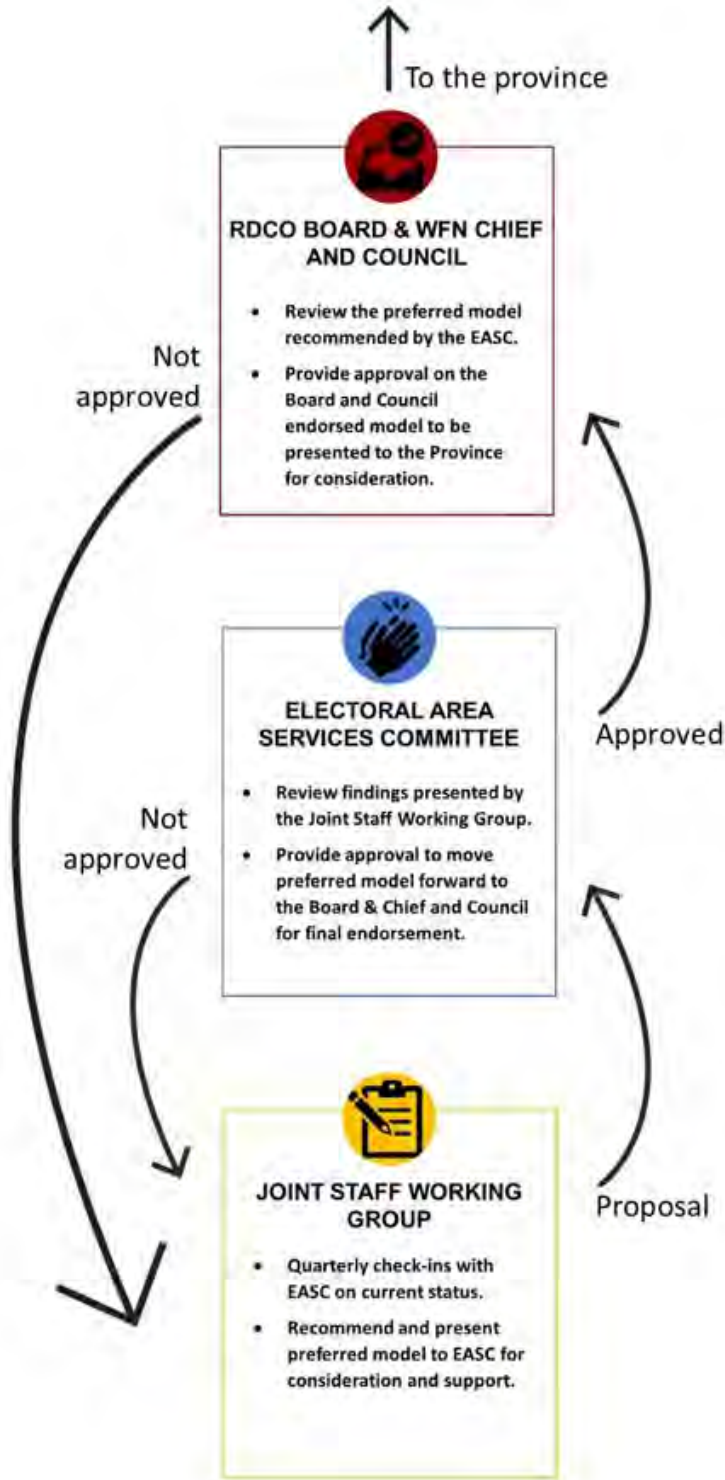 To the province
RDCO BOARD & WFN CHIEF
AND COUNCIL
• Review the preferred model
recommended by the EASC.
• Provide approval on the
Board and Council
endorsed model to be
presented to the Province
for consideration.
Not
approved
ELECTORAL AREA
SERVICES COMMITTEE
• Review findings presented by
the Joint Staff Working Group.
• Provide approval to move
preferred model forward to
the Board & Chief and Council
for final endorsement.
Approved
Not
approved
JOINT STAFF WORKING
GROUP
• Quarterly check-ins with
EASC on current status.
• Recommend and present
preferred model to EASC for
consideration and support.
Proposal